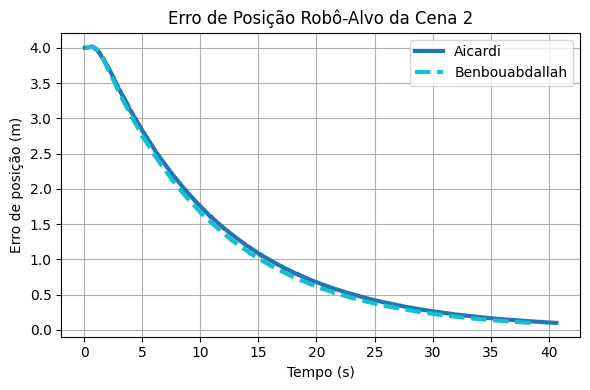 Erro de Posição Robô-Alvo da Cena 2
Aicardi
Benbouabdallah
Erro de posição (m)
4.0
3.5
3.0
2.5
2.0
1.5
1.0
0.5
0.0
0 5 10 15 20 25 30 35 40
Tempo (s)